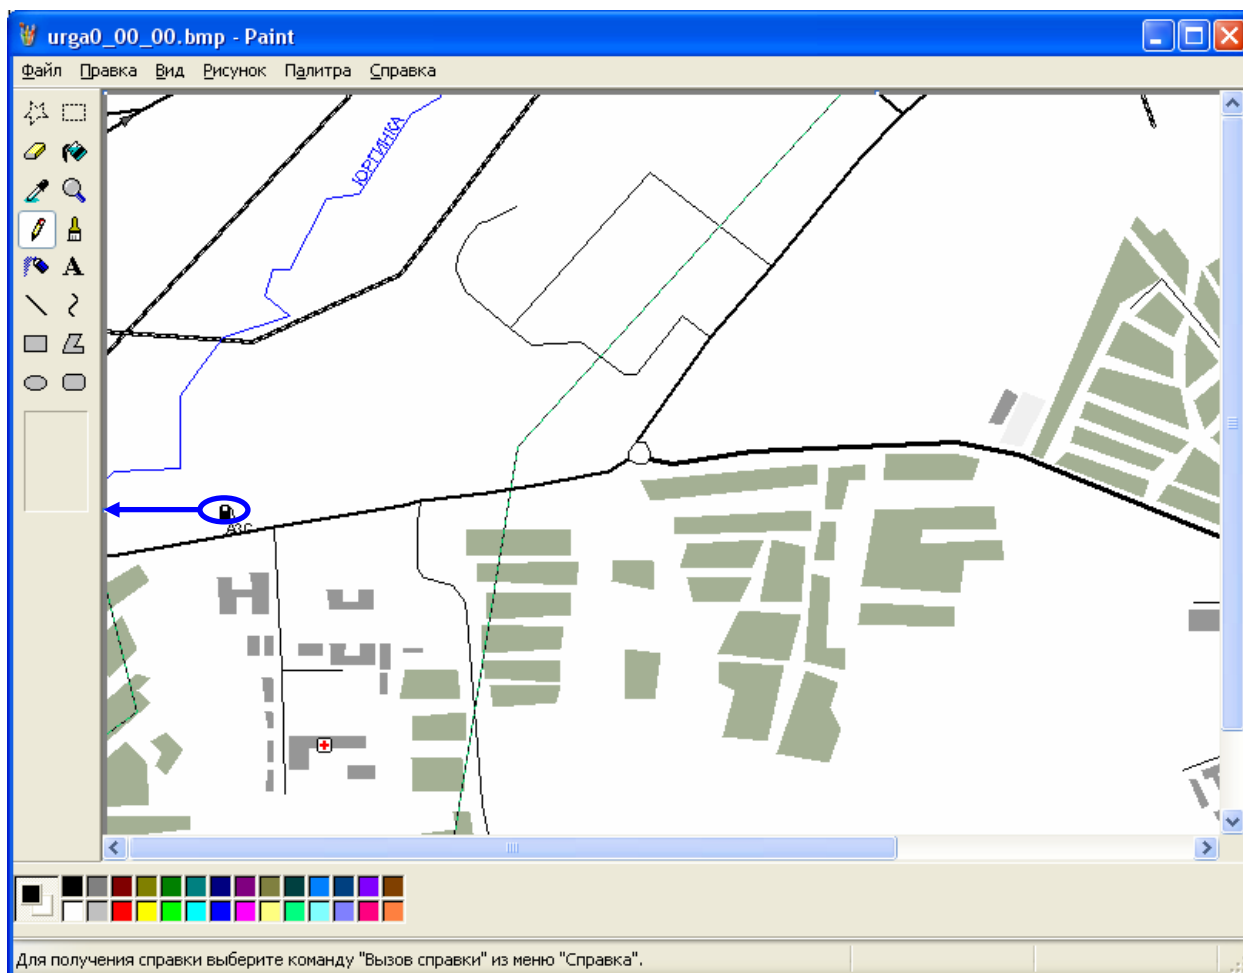 urga0_00_00.bmp - Paint
Файл Правка Вид Рисунок Палитра Справка
ЮРГИНКА
A
АЗС
Для получения справки выберите команду "Вызов справки" из меню "Справка".